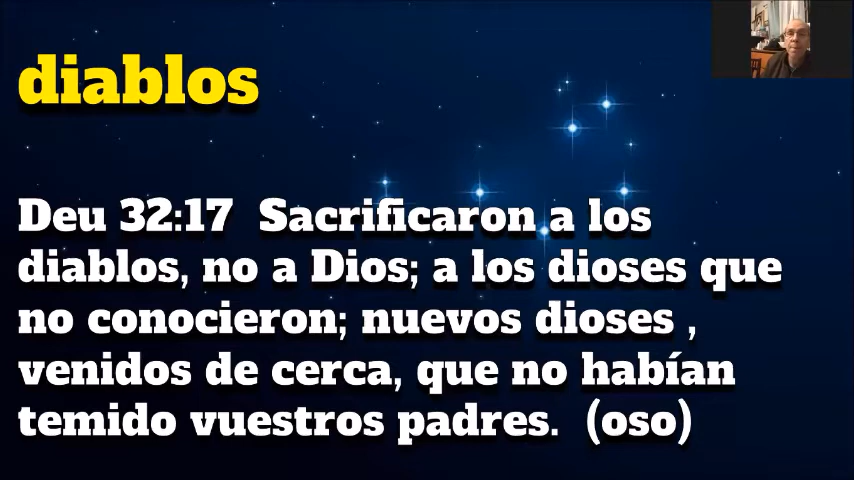 diablos
Deu 32:17 Sacrificaron a los
diablos, no a Dios; a los dioses que
no conocieron; nuevos dioses ,
venidos de cerca, que no habían
temido vuestros padres. (oso)